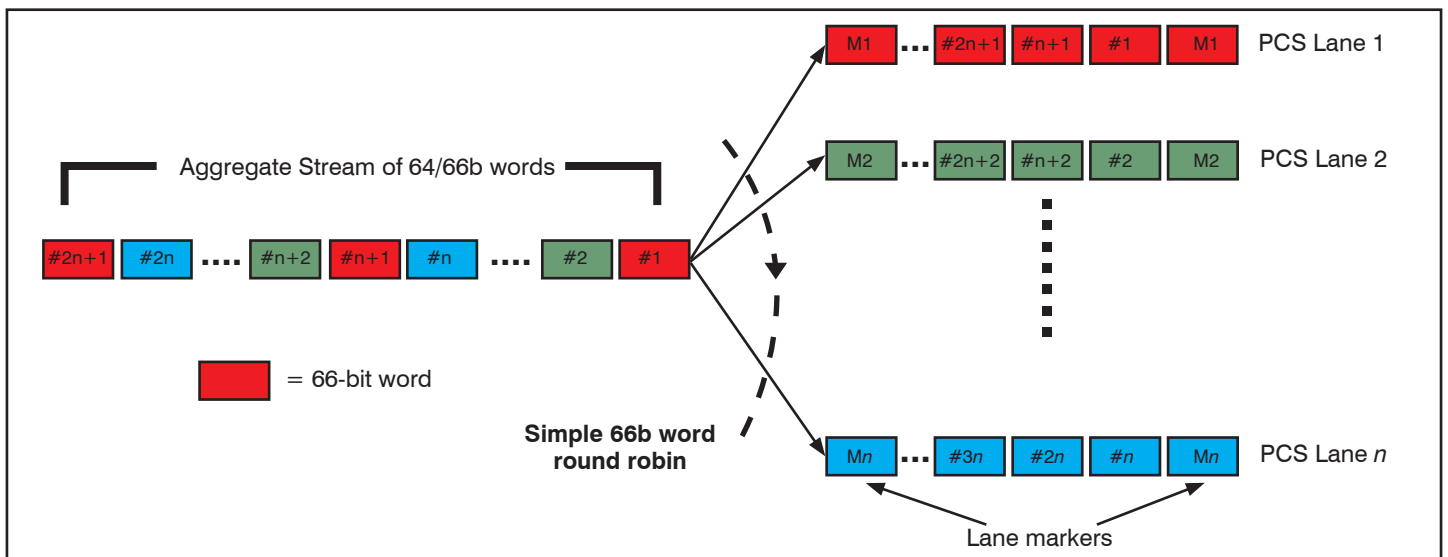 M1 ... #2n+1 #n+1 #1 M1 PCS Lane 1
Aggregate Stream of 64/66b words
M2 ... #2n+2 #n+2 #2 M2 PCS Lane 2
#2n+1 #2n .... #n+2 #n+1 #n .... #2 #1
= 66-bit word
Simple 66b word
round robin
Mn ... #3n #2n #n Mn PCS Lane n
Lane markers